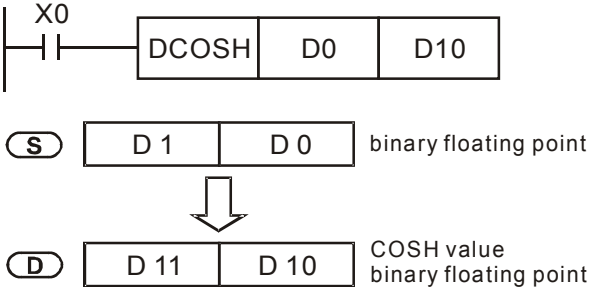 X0
DCOSH D0 D10
S D 1 D 0 binary floating point
D D 11 D 10 COSH value
binary floating point